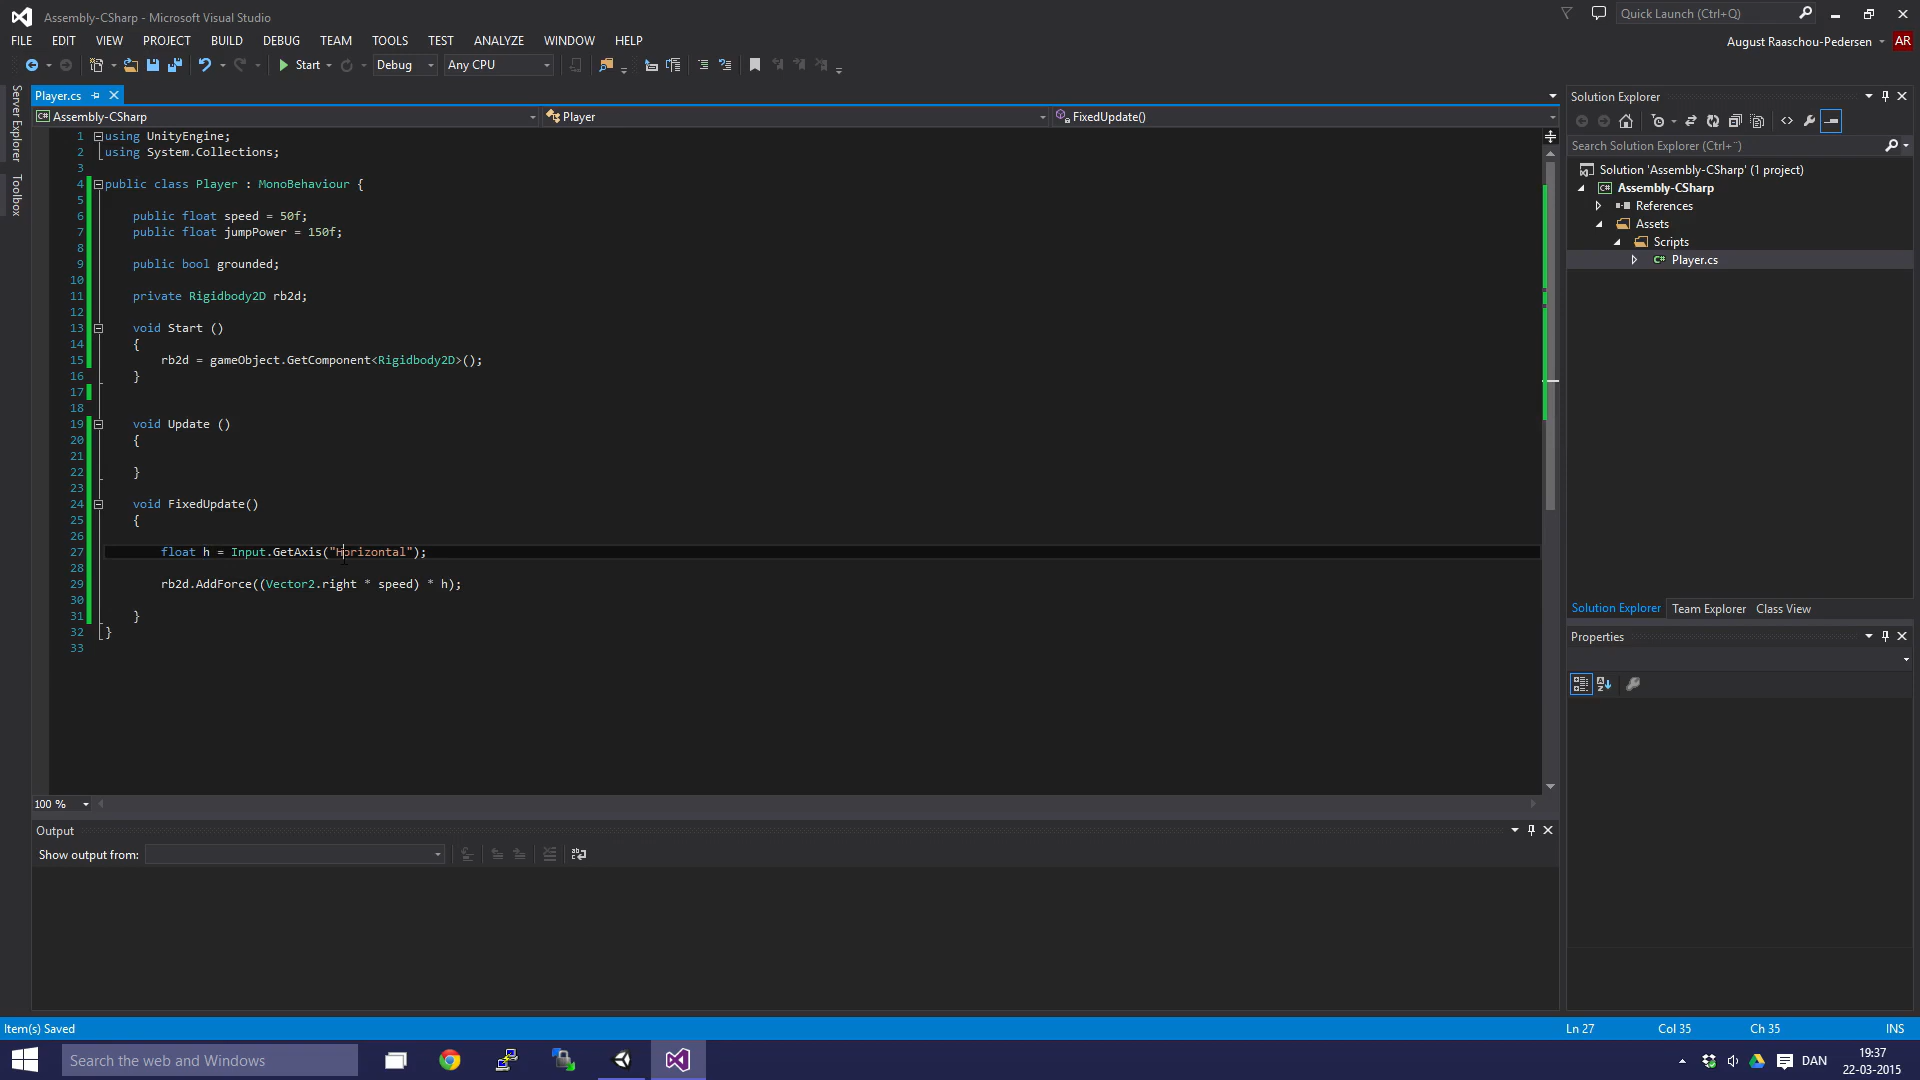 Assembly-CSharp - Microsoft Visual Studio
Quick Launch (Ctrl+Q)
FILE EDIT VIEW PROJECT BUILD DEBUG TEAM TOOLS TEST ANALYZE WINDOW HELP
August Raaschou-Pedersen AR
Start Debug Any CPU
Server Explorer
Toolbox
Player.cs
Assembly-CSharp Player FixedUpdate()
1 using UnityEngine;
2 using System.Collections;
3
4 public class Player : MonoBehaviour {
5
6 public float speed = 50f;
7 public float jumpPower = 150f;
8
9 public bool grounded;
10
11 private Rigidbody2D rb2d;
12
13 void Start ()
14 {
15 rb2d = gameObject.GetComponent<Rigidbody2D>();
16 }
17
18
19 void Update ()
20 {
21
22 }
23
24 void FixedUpdate()
25 {
26
27 float h = Input.GetAxis("Horizontal");
28
29 rb2d.AddForce((Vector2.right * speed) * h);
30
31 }
32 }
33
100 %
Output
Show output from:
Solution Explorer
Search Solution Explorer (Ctrl+¨)
Solution 'Assembly-CSharp' (1 project)
Assembly-CSharp
References
Assets
Scripts
Player.cs
Solution Explorer Team Explorer Class View
Properties
Item(s) Saved Ln 27 Col 35 Ch 35 INS
Search the web and Windows
DAN
19:37
22-03-2015